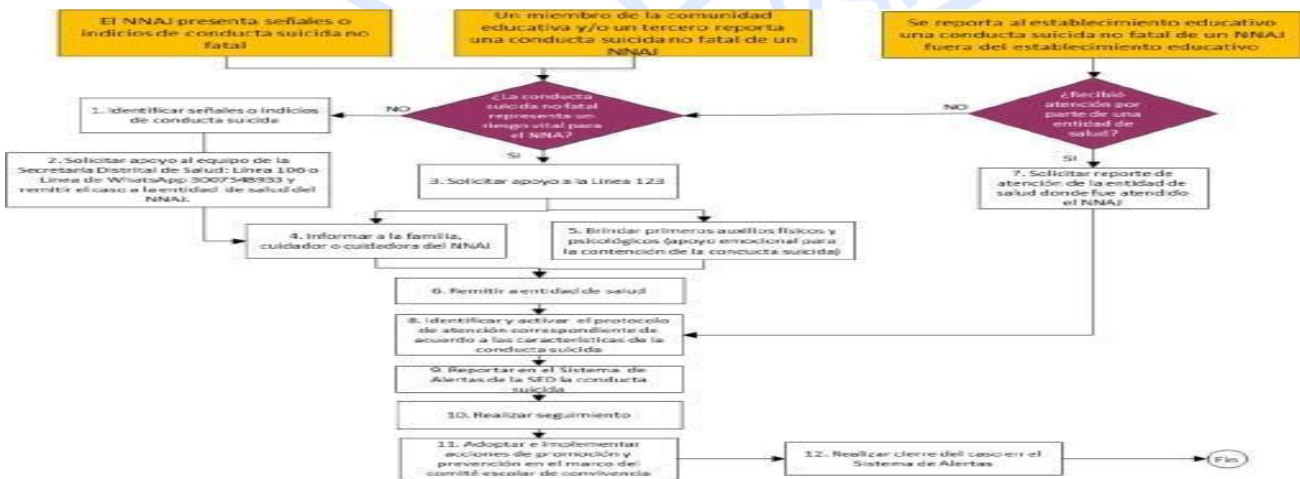 El NNAJ presenta señales o
indicios de conducta suicida no
fatal
Un miembro de la comunidad
educativa y/o un tercero reporta
una conducta suicida no fatal de un
NNAJ
Se reporta al establecimiento educativo
una conducta suicida no fatal de un NNAJ
fuera del establecimiento educativo
¿La conducta
suicida no fatal
representa un
riesgo vital para
el NNA?
NO
SI
¿Recibió
atención por
parte de una
entidad de
salud?
NO
SI
1. Identificar señales o indicios
de conducta suicida
2. Solicitar apoyo al equipo de la
Secretaría Distrital de Salud: Línea 106 o
Línea de WhatsApp 3007548933 y
remitir el caso a la entidad de salud del
NNAJ.
3. Solicitar apoyo a la Línea 123
7. Solicitar reporte de
atención de la entidad de
salud donde fue atendido
el NNAJ
4. Informar a la familia,
cuidador o cuidadora del NNAJ
5. Brindar primeros auxilios físicos y
psicológicos (apoyo emocional para
la contención de la conducta suicida)
6. Remitir a entidad de salud
8. Identificar y activar el protocolo
de atención correspondiente de
acuerdo a las características de la
conducta suicida
9. Reportar en el Sistema de
Alertas de la SED la conducta
suicida
10. Realizar seguimiento
11. Adoptar e implementar
acciones de promoción y
prevención en el marco del
comité escolar de convivencia
12. Realizar cierre del caso en el
Sistema de Alertas
Fin